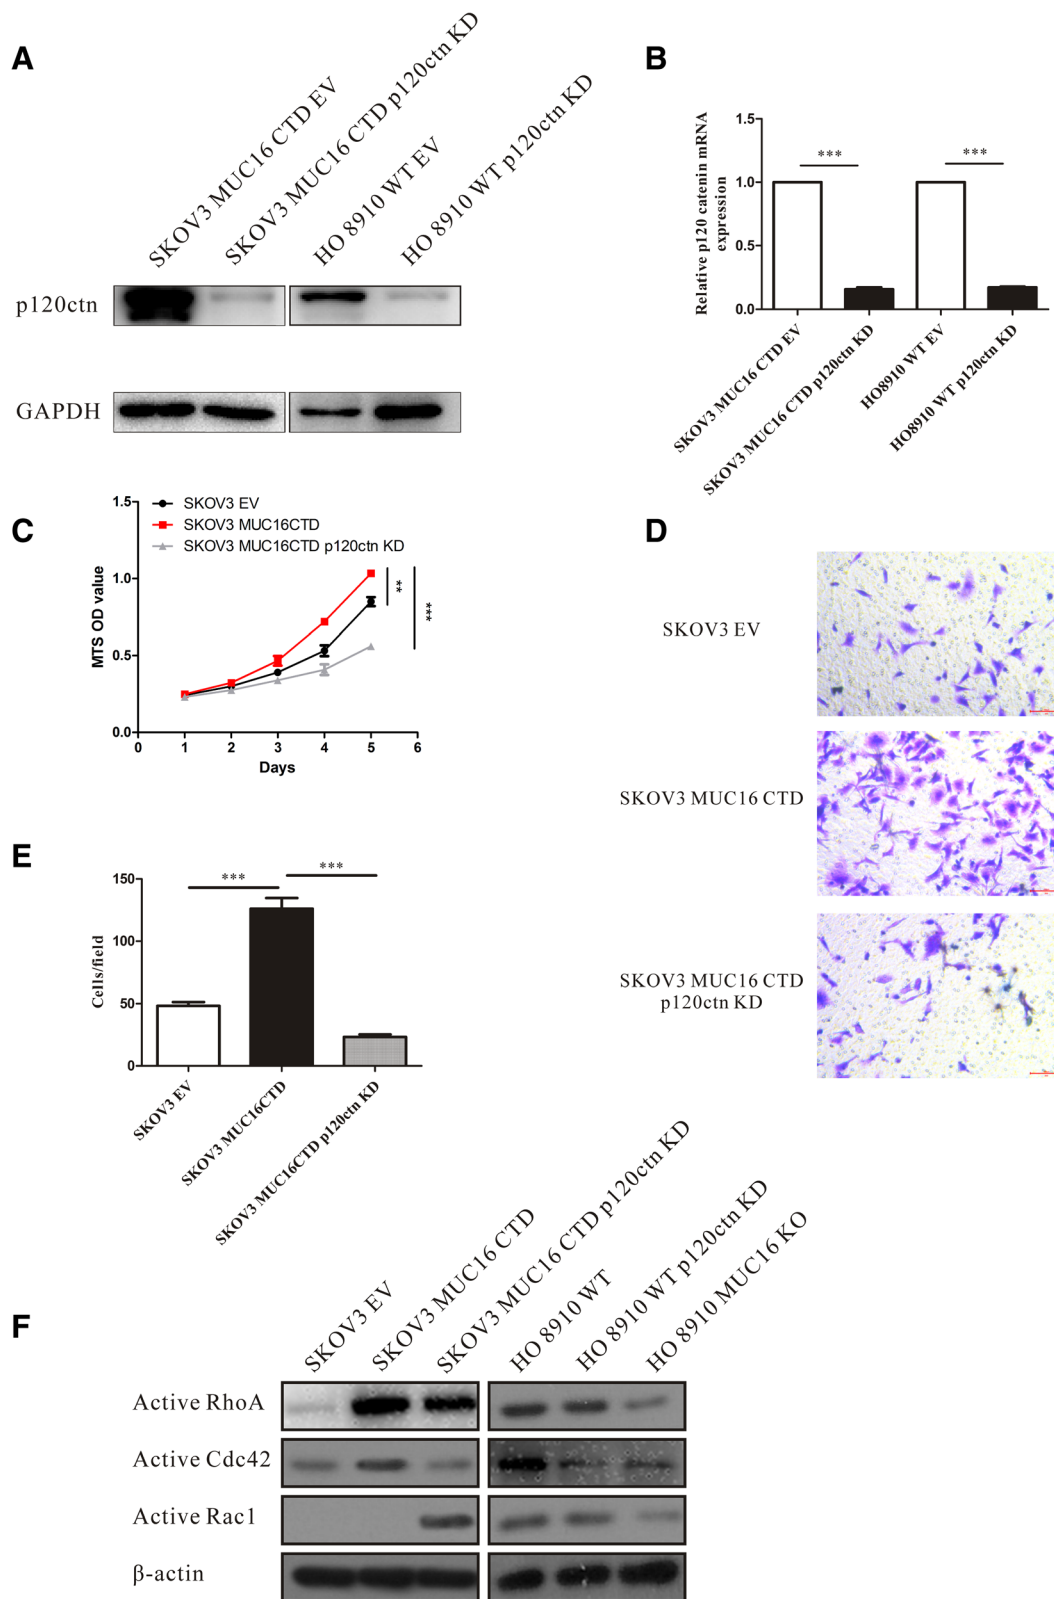 A
SKOV3 MUC16 CTD EV
SKOV3 MUC16 CTD p120ctn KD
HO 8910 WT EV
HO 8910 WT p120ctn KD
p120ctn
GAPDH
B
Relative p120 catenin mRNA
expression
1.5
1.0
0.5
0.0
***
***
SKOV3 MUC16 CTD EV
SKOV3 MUC16 CTD p120ctn KD
HO8910 WT EV
HO8910 WT p120ctn KD
C
SKOV3 EV
SKOV3 MUC16CTD
SKOV3 MUC16CTD p120ctn KD
MTS OD value
1.5
1.0
0.5
0.0
0 1 2 3 4 5 6
Days
**
***
D
SKOV3 EV
SKOV3 MUC16 CTD
SKOV3 MUC16 CTD
p120ctn KD
E
Cells/field
150
100
50
0
***
***
SKOV3 EV
SKOV3 MUC16CTD
SKOV3 MUC16CTD p120ctn KD
F
SKOV3 EV
SKOV3 MUC16 CTD
SKOV3 MUC16 CTD p120ctn KD
HO 8910 WT
HO 8910 WT p120ctn KD
HO 8910 MUC16 KO
Active RhoA
Active Cdc42
Active Rac1
β-actin